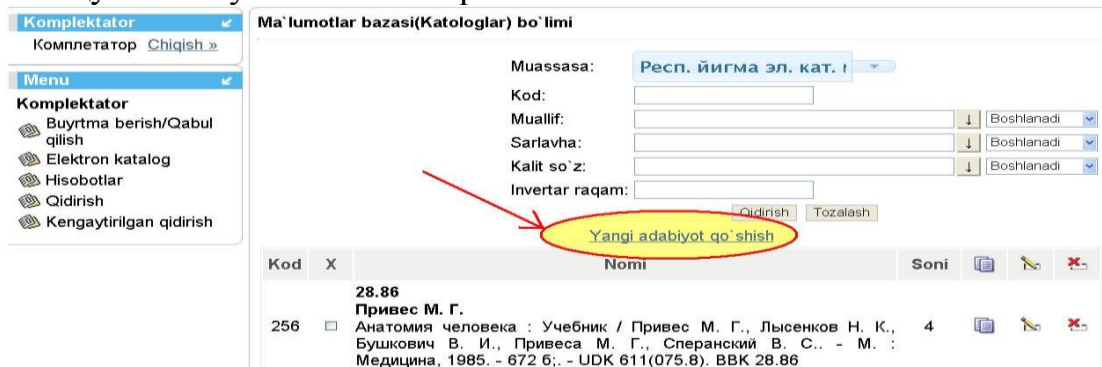 Komplektator
Комплетатор Chiqish »
Menu
Komplektator
Buyrtma berish/Qabul
qilish
Elektron katalog
Hisobotlar
Qidirish
Kengaytirilgan qidirish
Ma`lumotlar bazasi(Katologlar) bo`limi
Muassasa: Респ. йигма эл. кат.
Kod:
Muallif: ↓ Boshlanadi
Sarlavha: ↓ Boshlanadi
Kalit so`z: ↓ Boshlanadi
Invertar raqam:
Qidirish Tozalash
Yangi adabiyot qo`shish
Kod X Nomi Soni
28.86
Привес М. Г.
256 Анатомия человека : Учебник / Привес М. Г., Лысенков Н. К., 4
Бушкович В. И., Привеса М. Г., Сперанский В. С.. - М. :
Медицина, 1985. - 672 б;. - UDK 611(075.8). BBK 28.86